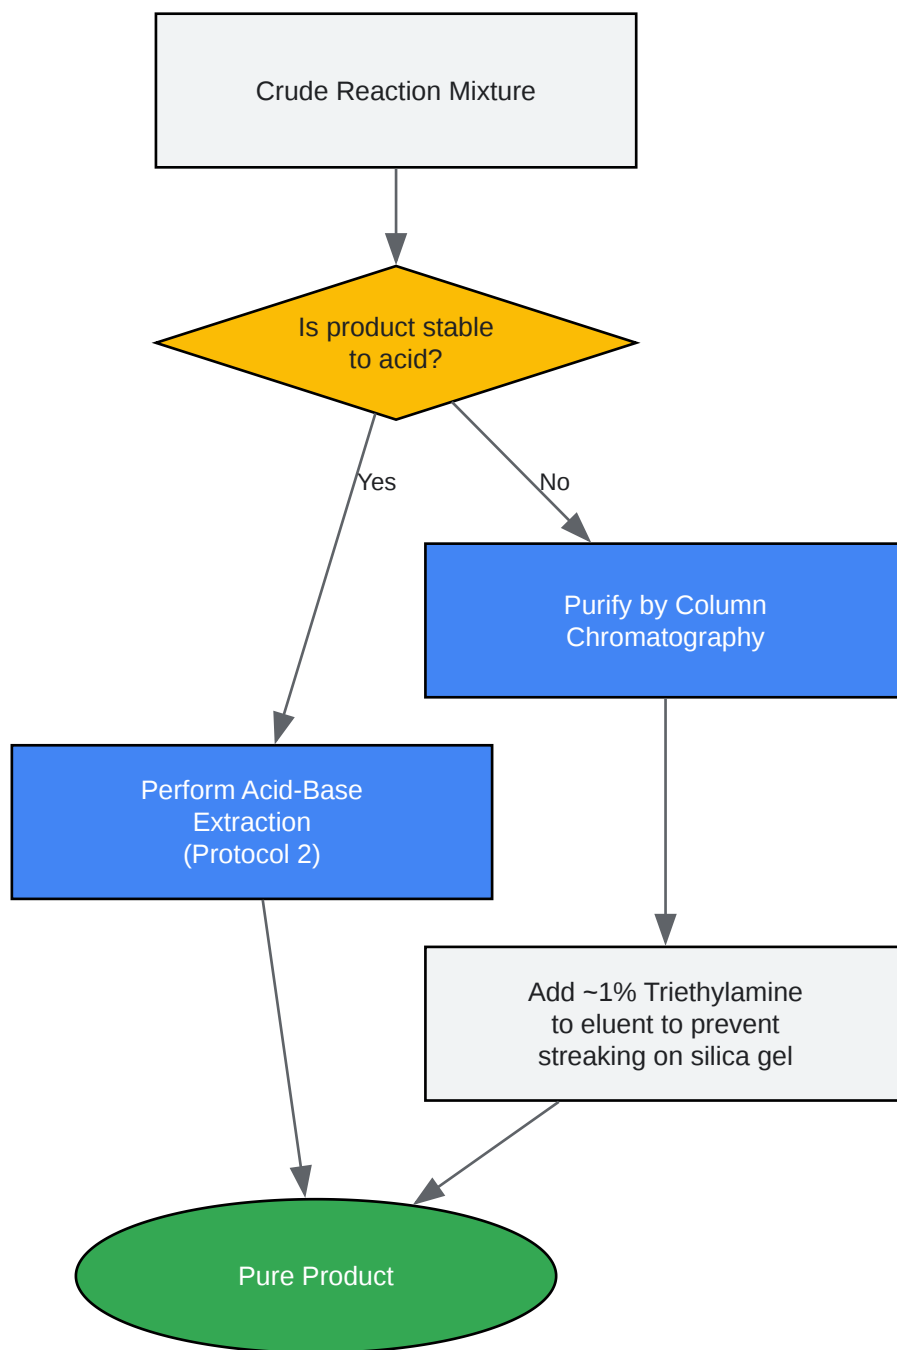 Crude Reaction Mixture
Is product stable
to acid?
Yes
No
Purify by Column
Chromatography
Perform Acid-Base
Extraction
(Protocol 2)
Add ~1% Triethylamine
to eluent to prevent
streaking on silica gel
Pure Product